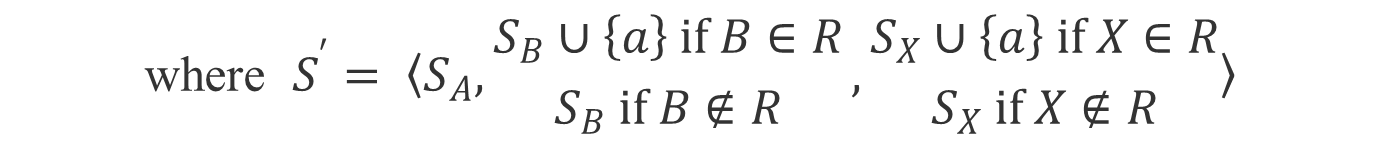 where S′ = ⟨S_A, S_B ∪ {a} if B ∈ R, S_X ∪ {a} if X ∈ R⟩
S_B if B ∉ R S_X if X ∉ R